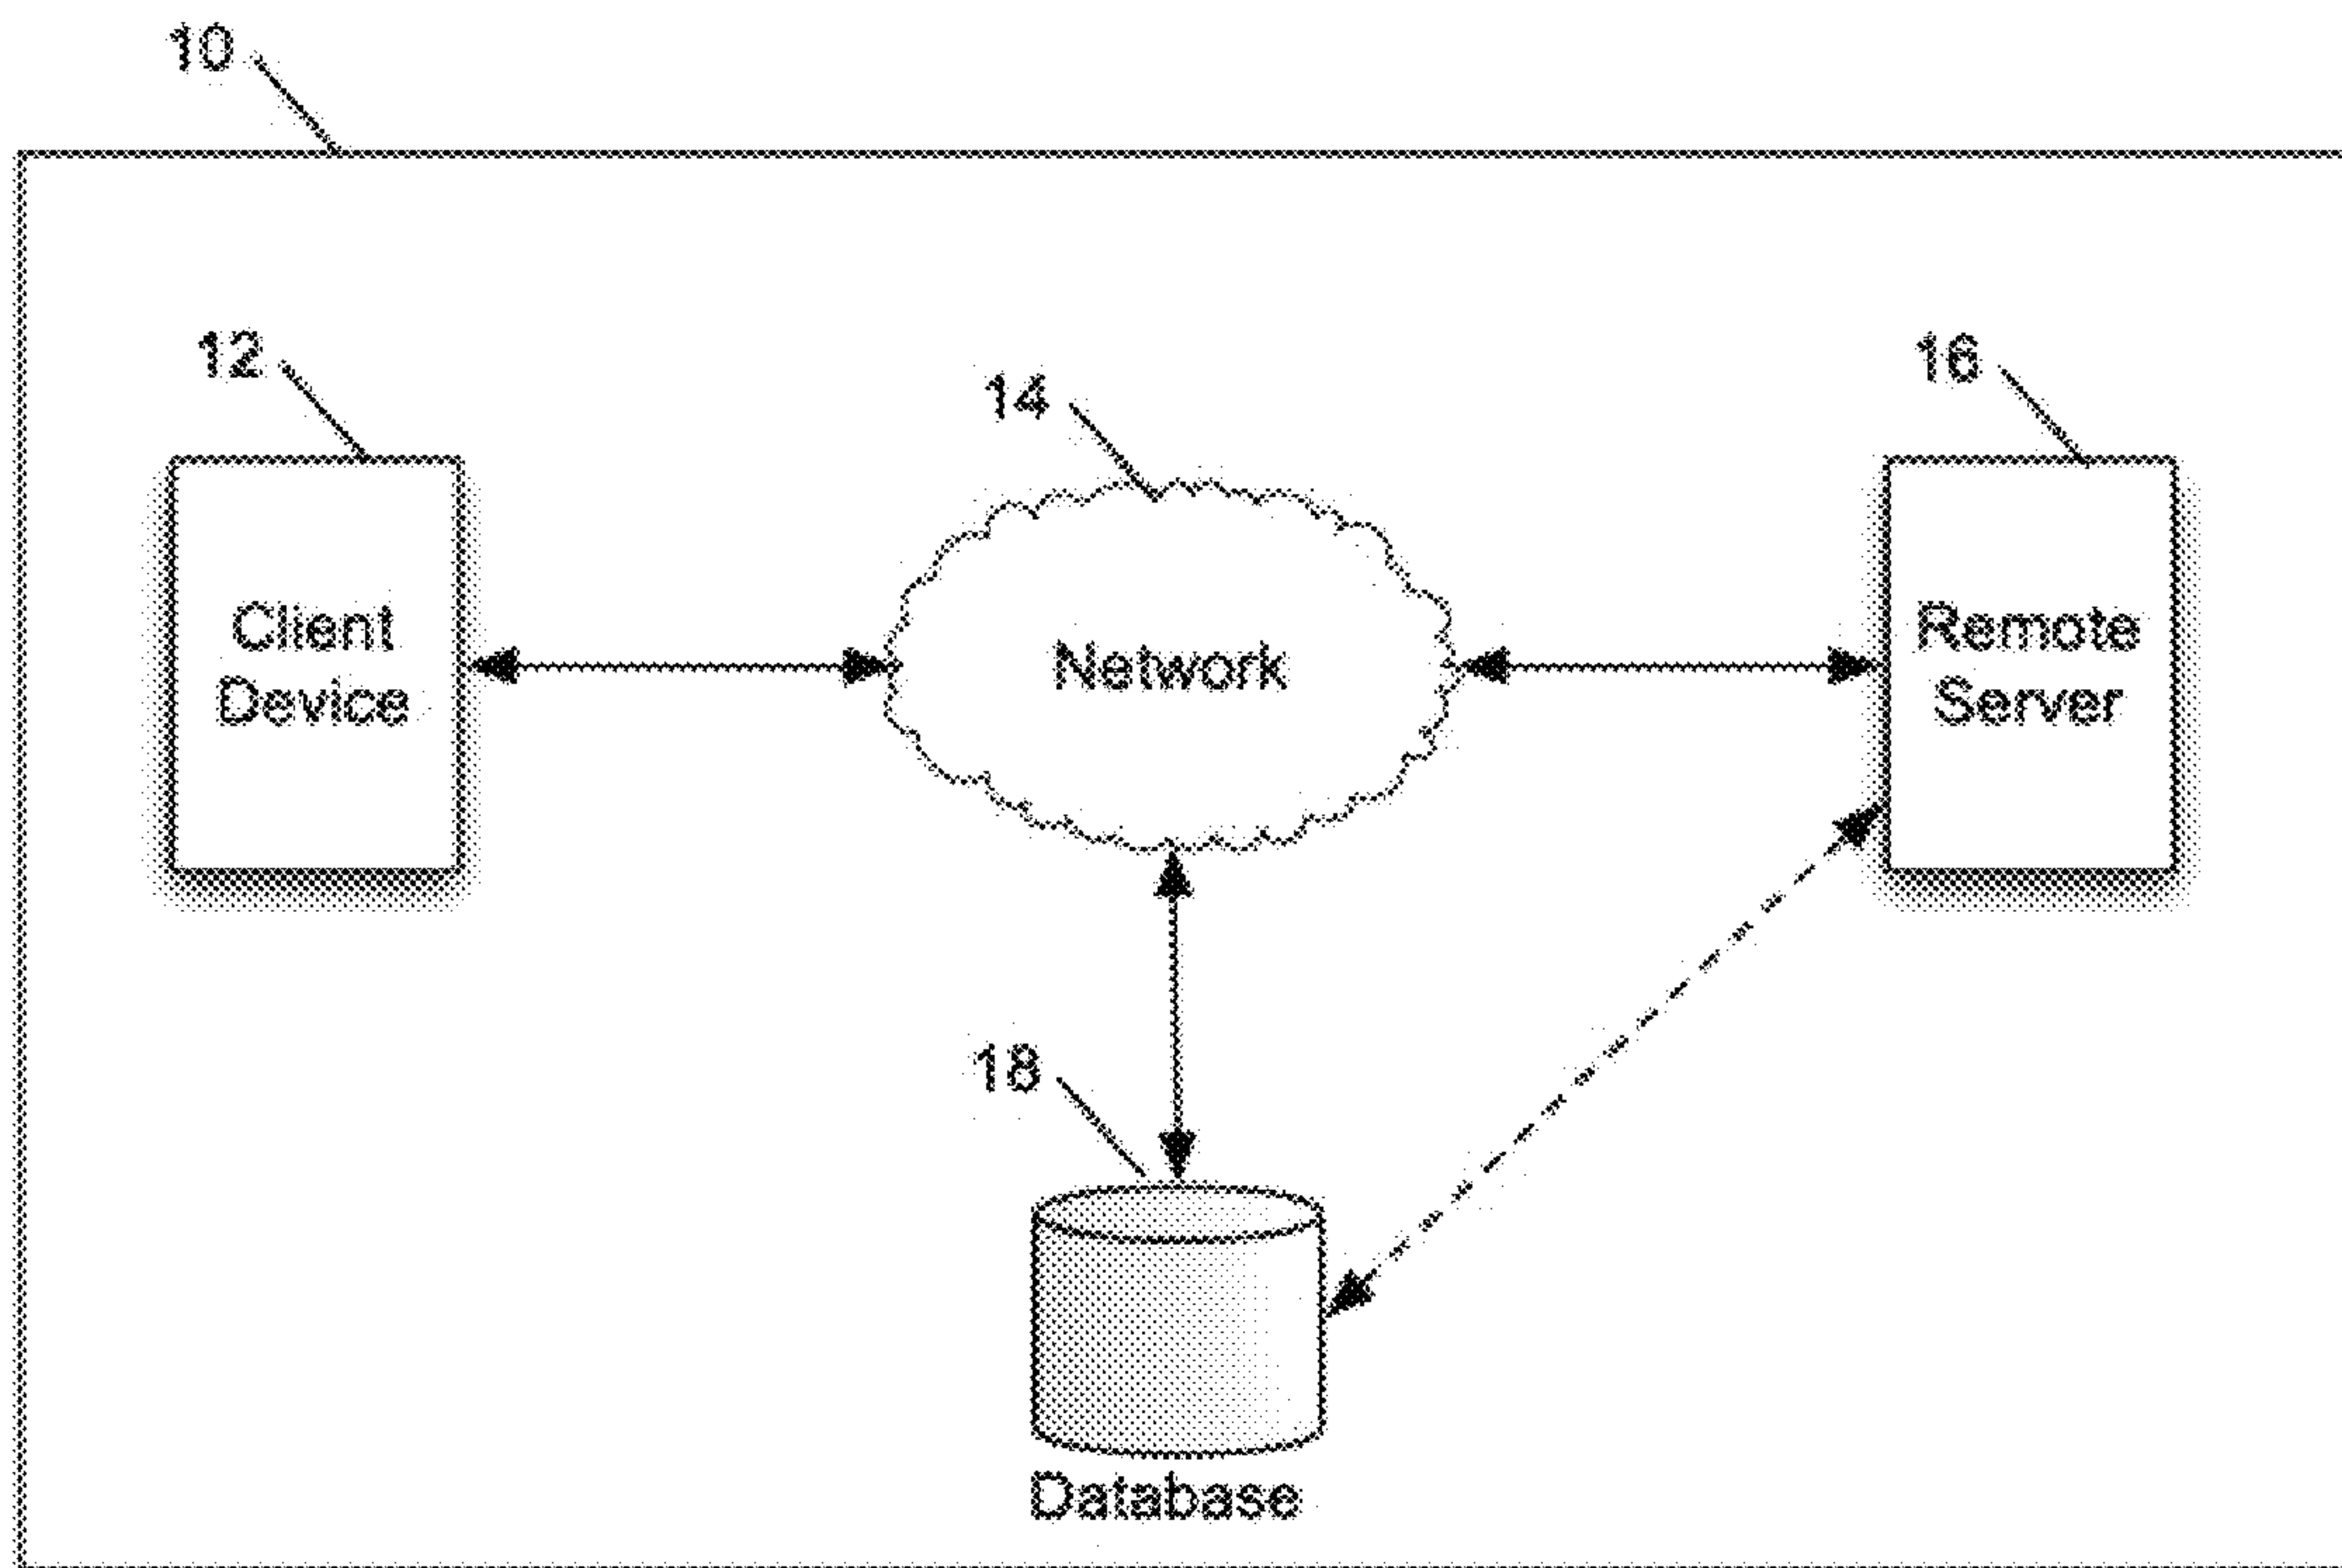 10
12
14
16
Client
Device
Network
Remote
Server
18
Database